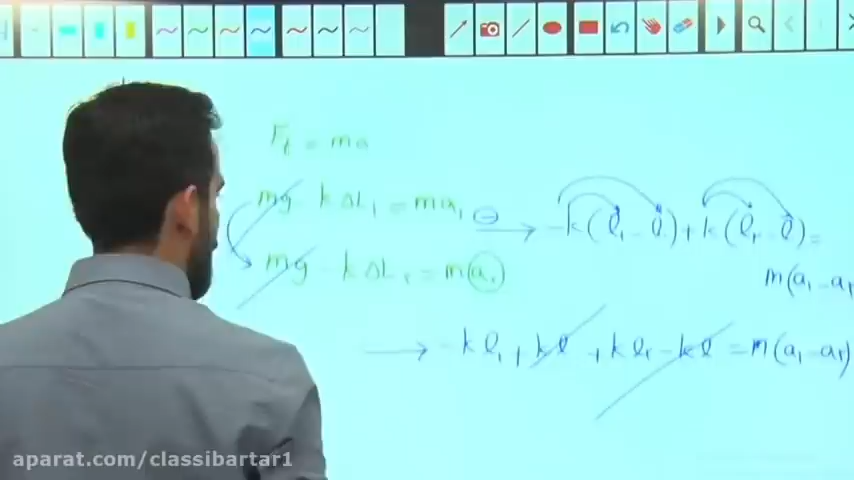 F_t = ma
mg - kΔL₁ = ma₁ ⊖ → -k(l₁ - l) + k(l₂ - l) =
m(a₁ - a₂
mg - kΔL₂ = m(a₂)
→ -kl₁ + kl + kl₂ - kl = m(a₁ - a₂)
aparat.com/classibartar1